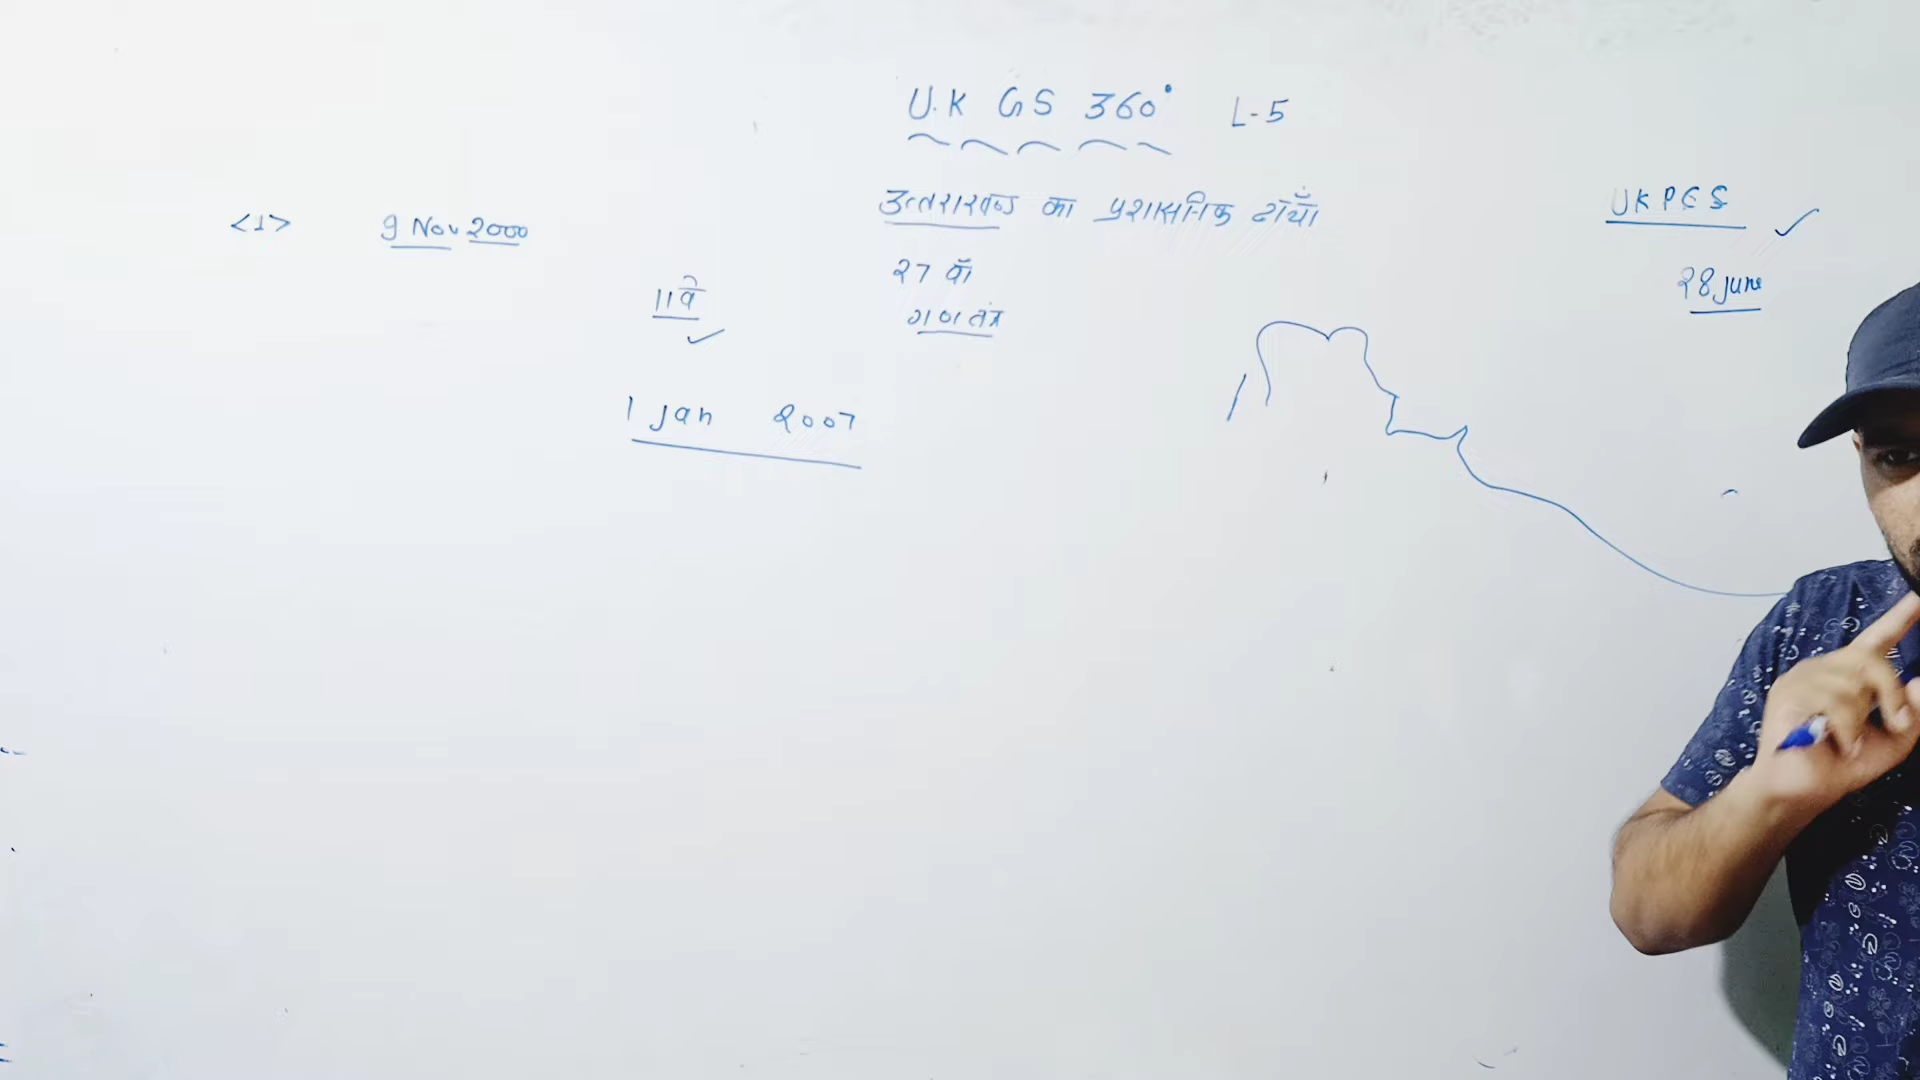 U.K GS 360° L-5
उत्तराखण्ड का प्रशासनिक ढाँचा
UKPCS
<1> 9 Nov 2000
27 वाँ
28 June
11वे
गणतंत्र
1 Jan 2007